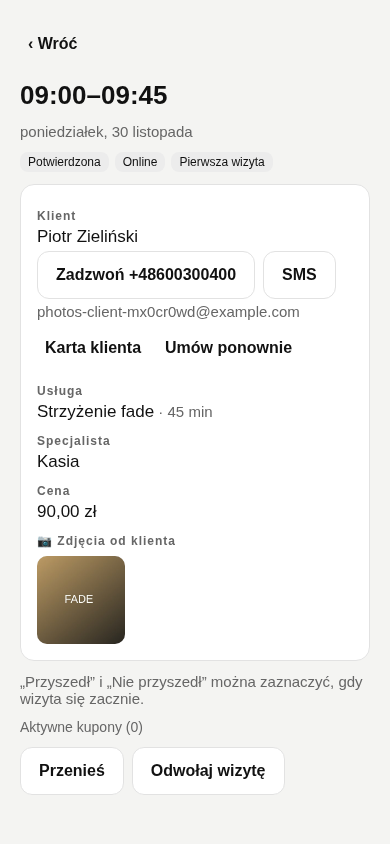 ‹ Wróć
09:00–09:45
poniedziałek, 30 listopada
Potwierdzona Online Pierwsza wizyta
Klient
Piotr Zieliński
Zadzwoń +48600300400 SMS
photos-client-mx0cr0wd@example.com
Karta klienta Umów ponownie
Usługa
Strzyżenie fade · 45 min
Specjalista
Kasia
Cena
90,00 zł
📷 Zdjęcia od klienta
FADE
„Przyszedł” i „Nie przyszedł” można zaznaczyć, gdy
wizyta się zacznie.
Aktywne kupony (0)
Przenieś Odwołaj wizytę